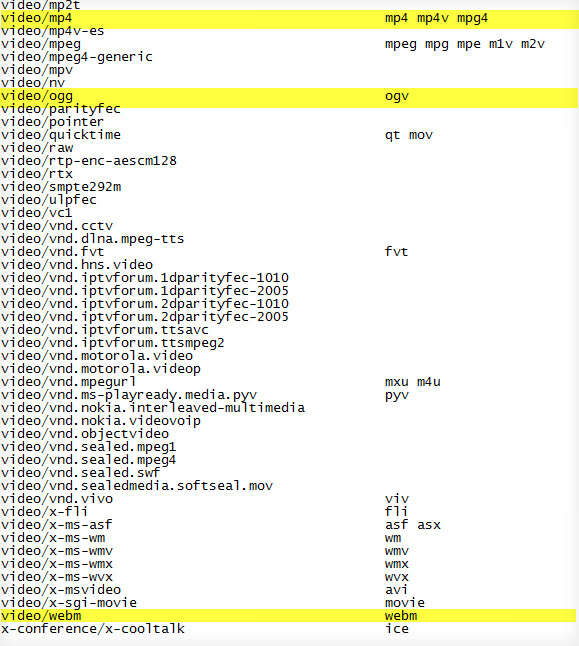 video/mp2t
video/mp4 mp4 mp4v mpg4
video/mp4v-es
video/mpeg mpeg mpg mpe m1v m2v
video/mpeg4-generic
video/mpv
video/nv
video/ogg ogv
video/parityfec
video/pointer
video/quicktime qt mov
video/raw
video/rtp-enc-aescm128
video/rtx
video/smpte292m
video/ulpfec
video/vc1
video/vnd.cctv
video/vnd.dlna.mpeg-tts
video/vnd.fvt fvt
video/vnd.hns.video
video/vnd.iptvforum.1dparityfec-1010
video/vnd.iptvforum.1dparityfec-2005
video/vnd.iptvforum.2dparityfec-1010
video/vnd.iptvforum.2dparityfec-2005
video/vnd.iptvforum.ttsavc
video/vnd.iptvforum.ttsmpeg2
video/vnd.motorola.video
video/vnd.motorola.videop
video/vnd.mpegurl mxu m4u
video/vnd.ms-playready.media.pyv pyv
video/vnd.nokia.interleaved-multimedia
video/vnd.nokia.videovoip
video/vnd.objectvideo
video/vnd.sealed.mpeg1
video/vnd.sealed.mpeg4
video/vnd.sealed.swf
video/vnd.sealedmedia.softseal.mov
video/vnd.vivo viv
video/x-fli fli
video/x-ms-asf asf asx
video/x-ms-wm wm
video/x-ms-wmv wmv
video/x-ms-wmx wmx
video/x-ms-wvx wvx
video/x-msvideo avi
video/x-sgi-movie movie
video/webm webm
x-conference/x-cooltalk ice